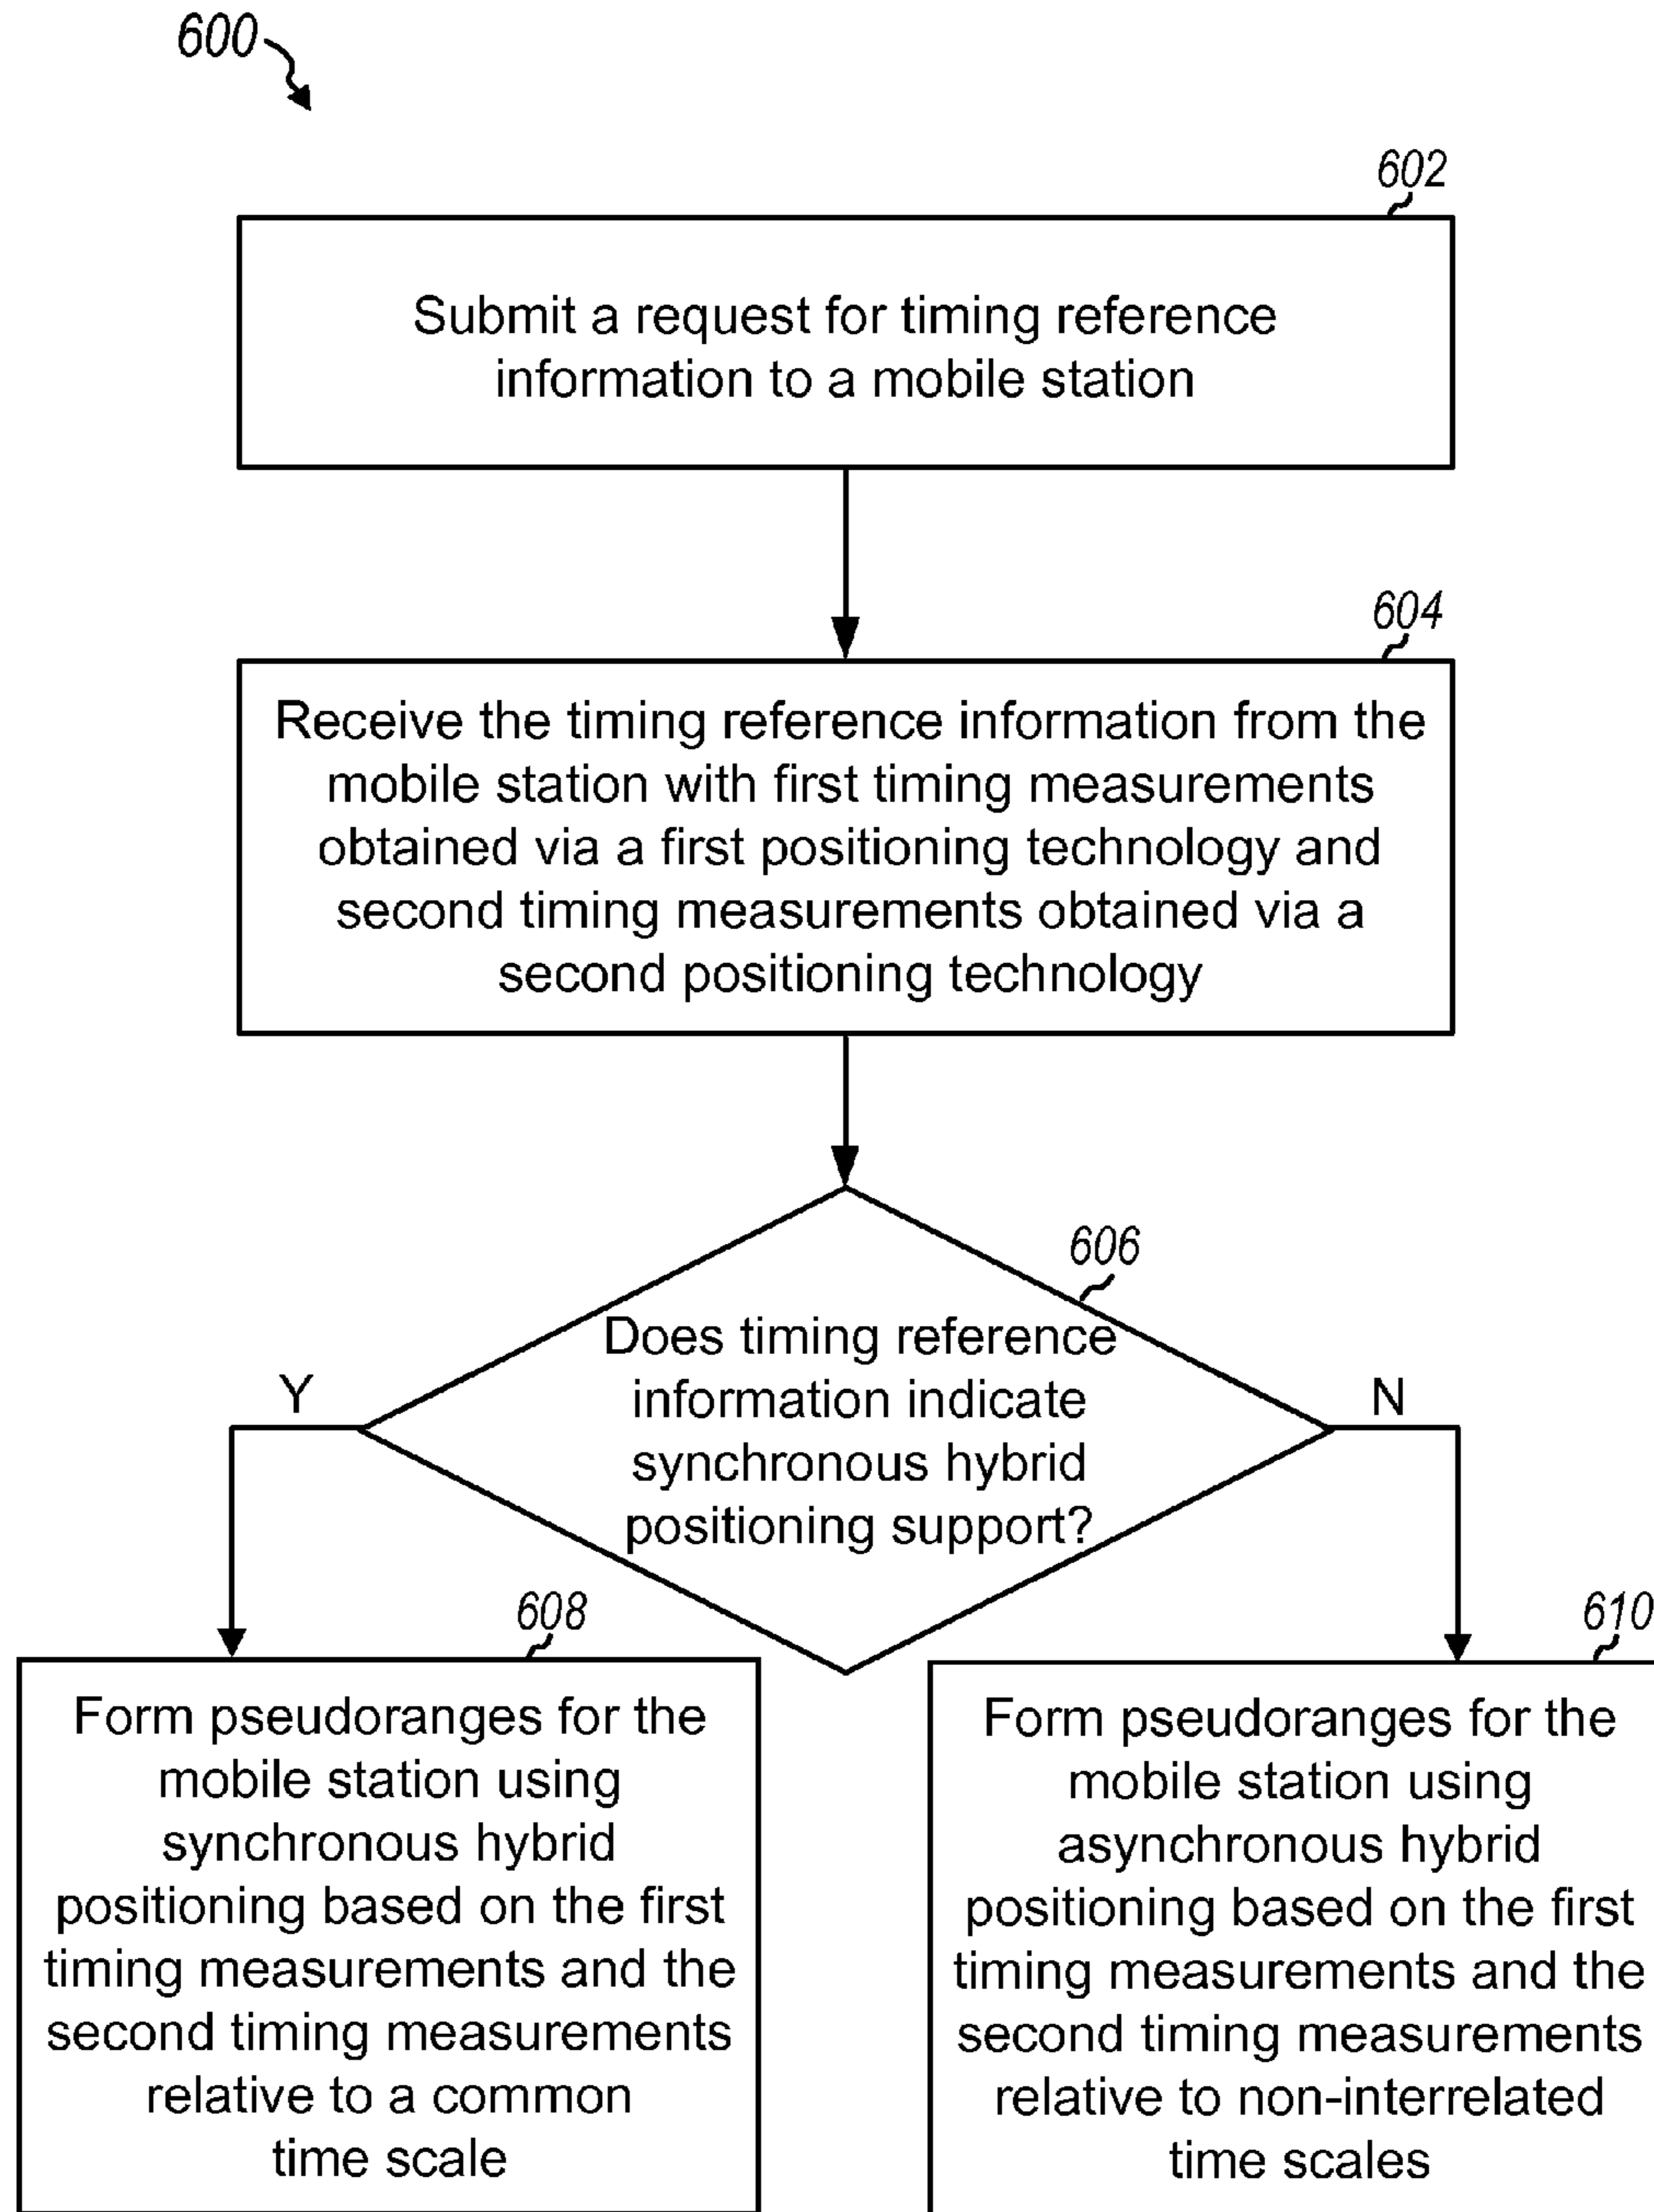 600
602
Submit a request for timing reference
information to a mobile station
604
Receive the timing reference information from the
mobile station with first timing measurements
obtained via a first positioning technology and
second timing measurements obtained via a
second positioning technology
606
Does timing reference
information indicate
synchronous hybrid
positioning support?
Y
N
608
Form pseudoranges for the
mobile station using
synchronous hybrid
positioning based on the first
timing measurements and the
second timing measurements
relative to a common
time scale
610
Form pseudoranges for the
mobile station using
asynchronous hybrid
positioning based on the first
timing measurements and the
second timing measurements
relative to non-interrelated
time scales